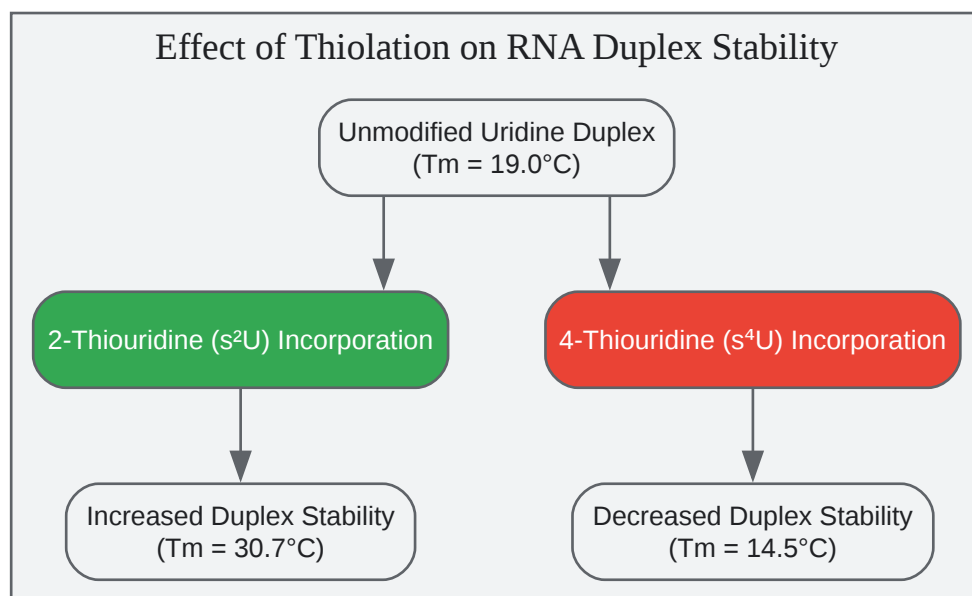 Effect of Thiolation on RNA Duplex Stability
Unmodified Uridine Duplex
(Tm = 19.0°C)
2-Thiouridine (s²U) Incorporation
4-Thiouridine (s⁴U) Incorporation
Increased Duplex Stability
(Tm = 30.7°C)
Decreased Duplex Stability
(Tm = 14.5°C)